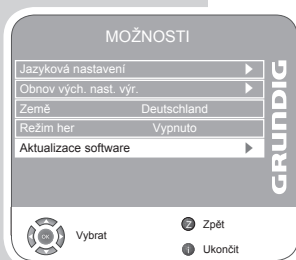 MOŽNOSTI
Jazyková nastavení
Obnov vých. nast. výr.
Země Deutschland
Režim her Vypnuto
Aktualizace software
GRUNDIG
OK
Vybrat
Z Zpět
i Ukončit